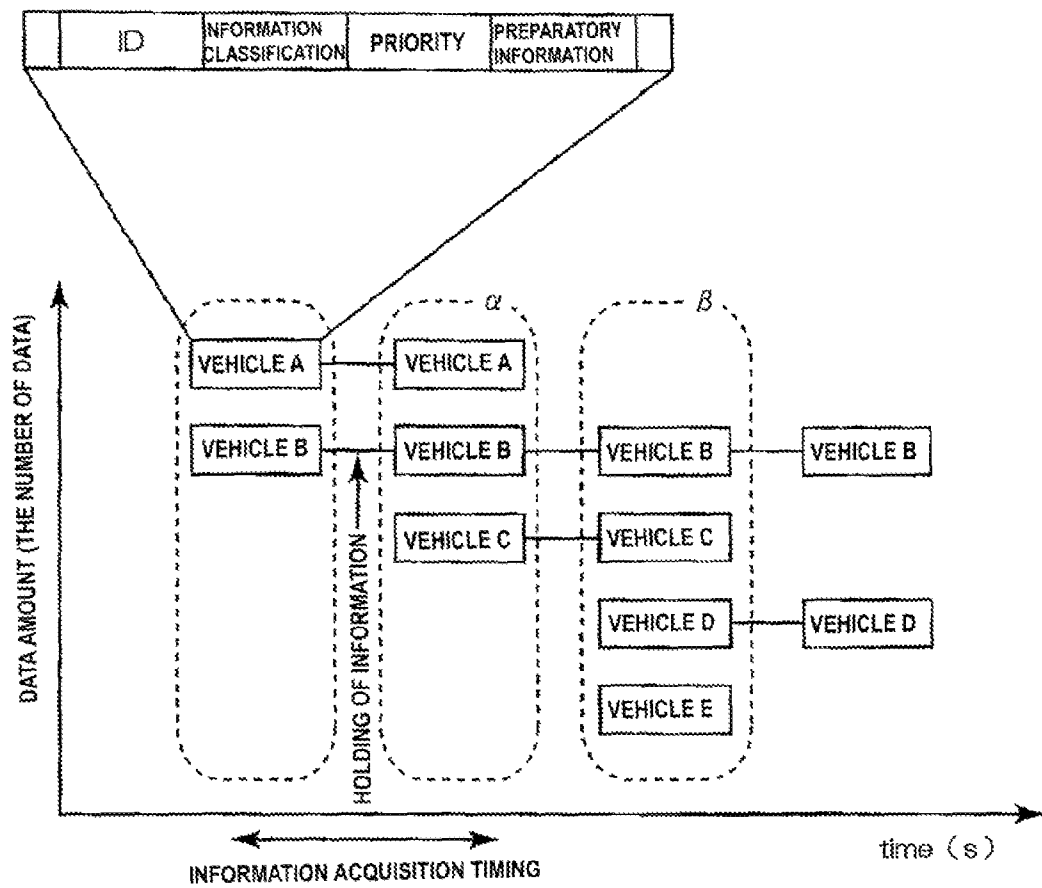 ID
INFORMATION
CLASSIFICATION
PRIORITY
PREPARATORY
INFORMATION
DATA AMOUNT (THE NUMBER OF DATA)
α
β
VEHICLE A
VEHICLE A
VEHICLE B
VEHICLE B
VEHICLE B
VEHICLE B
VEHICLE C
VEHICLE C
VEHICLE D
VEHICLE D
VEHICLE E
HOLDING OF INFORMATION
time (s)
INFORMATION ACQUISITION TIMING